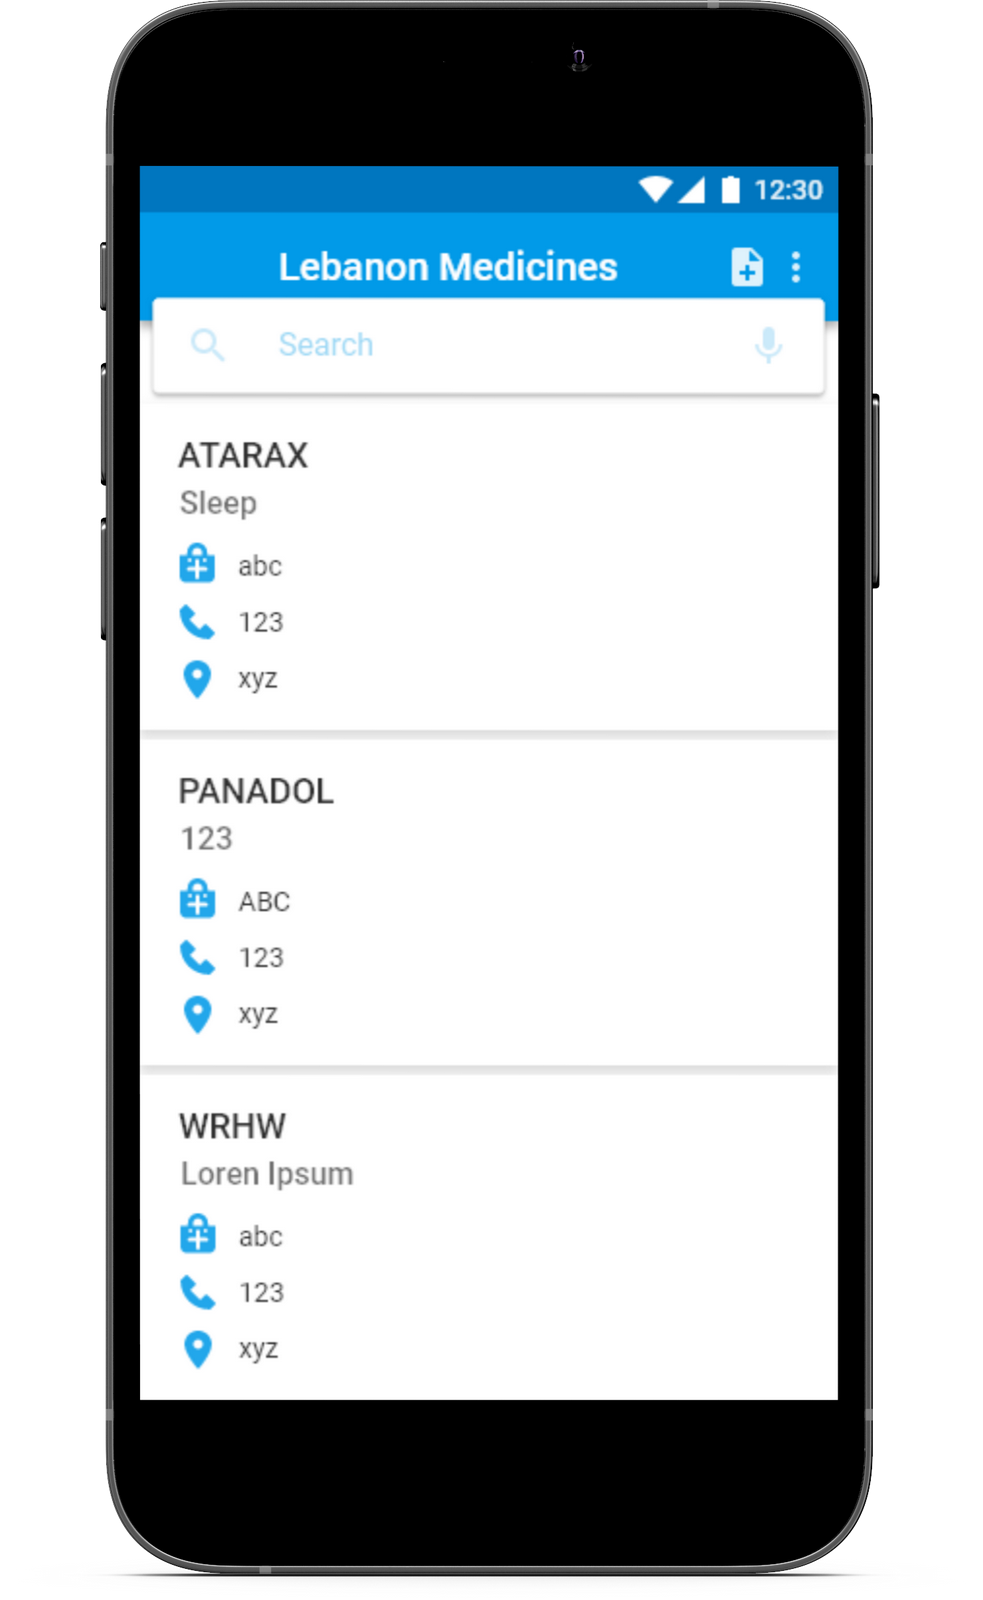 12:30
Lebanon Medicines
Search
ATARAX
Sleep
abc
123
xyz
PANADOL
123
ABC
123
xyz
WRHW
Loren Ipsum
abc
123
xyz